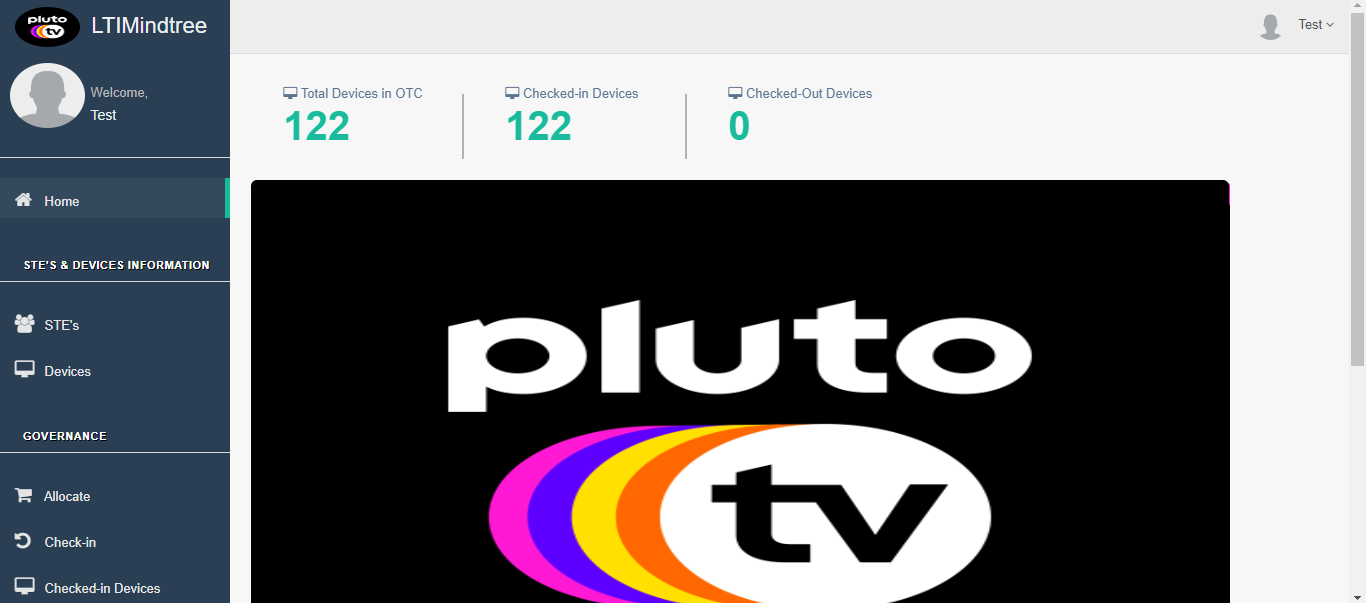 pluto
tv
LTIMindtree
Welcome,
Test
Home
STE'S & DEVICES INFORMATION
STE's
Devices
GOVERNANCE
Allocate
Check-in
Checked-in Devices
Test
Total Devices in OTC
122
Checked-in Devices
122
Checked-Out Devices
0
pluto
tv